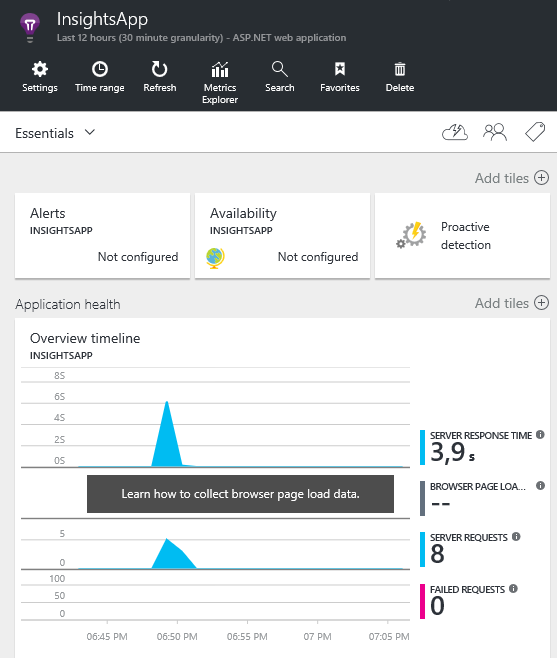 InsightsApp
Last 12 hours (30 minute granularity) - ASP.NET web application
Settings
Time range
Refresh
Metrics
Explorer
Search
Favorites
Delete
Essentials
Add tiles
Alerts
INSIGHTSAPP
Not configured
Availability
INSIGHTSAPP
Not configured
Proactive
detection
Application health
Add tiles
Overview timeline
INSIGHTSAPP
8S
6S
4S
2S
0S
SERVER RESPONSE TIME
3,9 s
Learn how to collect browser page load data.
BROWSER PAGE LOA...
--
5
0
SERVER REQUESTS
8
100
50
0
FAILED REQUESTS
0
06:45 PM
06:50 PM
06:55 PM
07 PM
07:05 PM